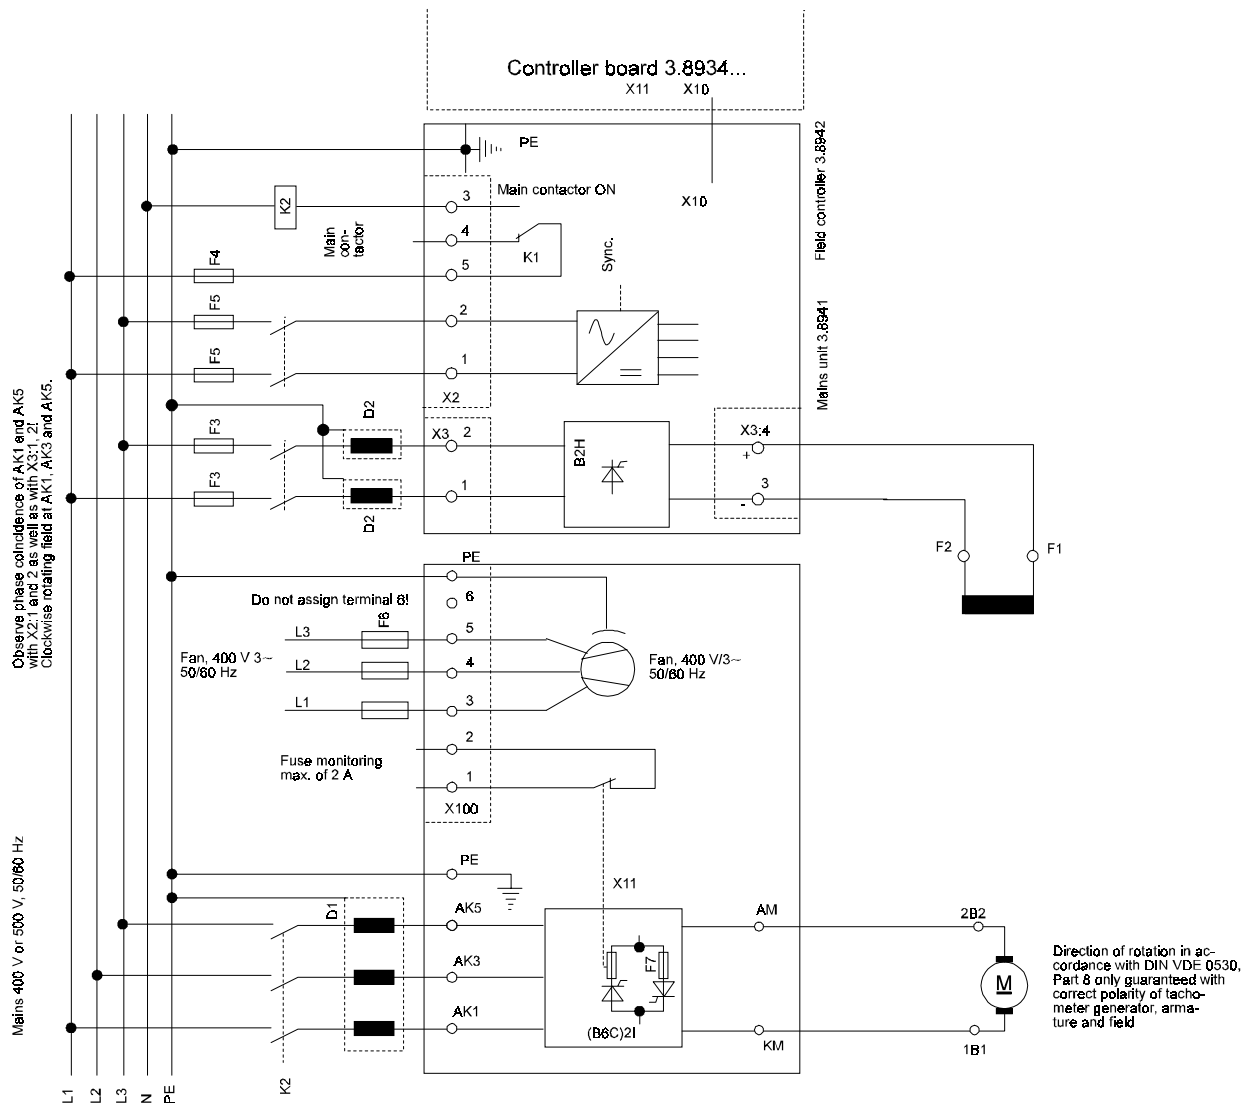 Controller board 3.8934...
X11
X10
PE
Field controller 3.8942
Main contactor ON
X10
K2
3
4
5
Main
con-
tactor
K1
Sync.
F4
F5
2
F5
1
X2
Mains unit 3.8941
D2
F3
X3
2
B2H
X3:4
+
F3
1
3
-
D2
Observe phase coincidence of AK1 and AK5
with X2:1 and 2 as well as with X3:1, 2!
Clockwise rotating field at AK1, AK3 and AK5.
F2
F1
PE
Do not assign terminal 6!
6
F6
L3
5
Fan, 400 V 3~
50/60 Hz
L2
4
Fan, 400 V/3~
50/60 Hz
L1
3
2
Fuse monitoring
max. of 2 A
1
X100
Mains 400 V or 500 V, 50/60 Hz
PE
X11
D1
AK5
AM
2B2
AK3
F7
M
Direction of rotation in ac-
cordance with DIN VDE 0530,
Part 8 only guaranteed with
correct polarity of tacho-
meter generator, arma-
ture and field
AK1
(B6C)2I
KM
1B1
K2
L1
L2
L3
N
PE